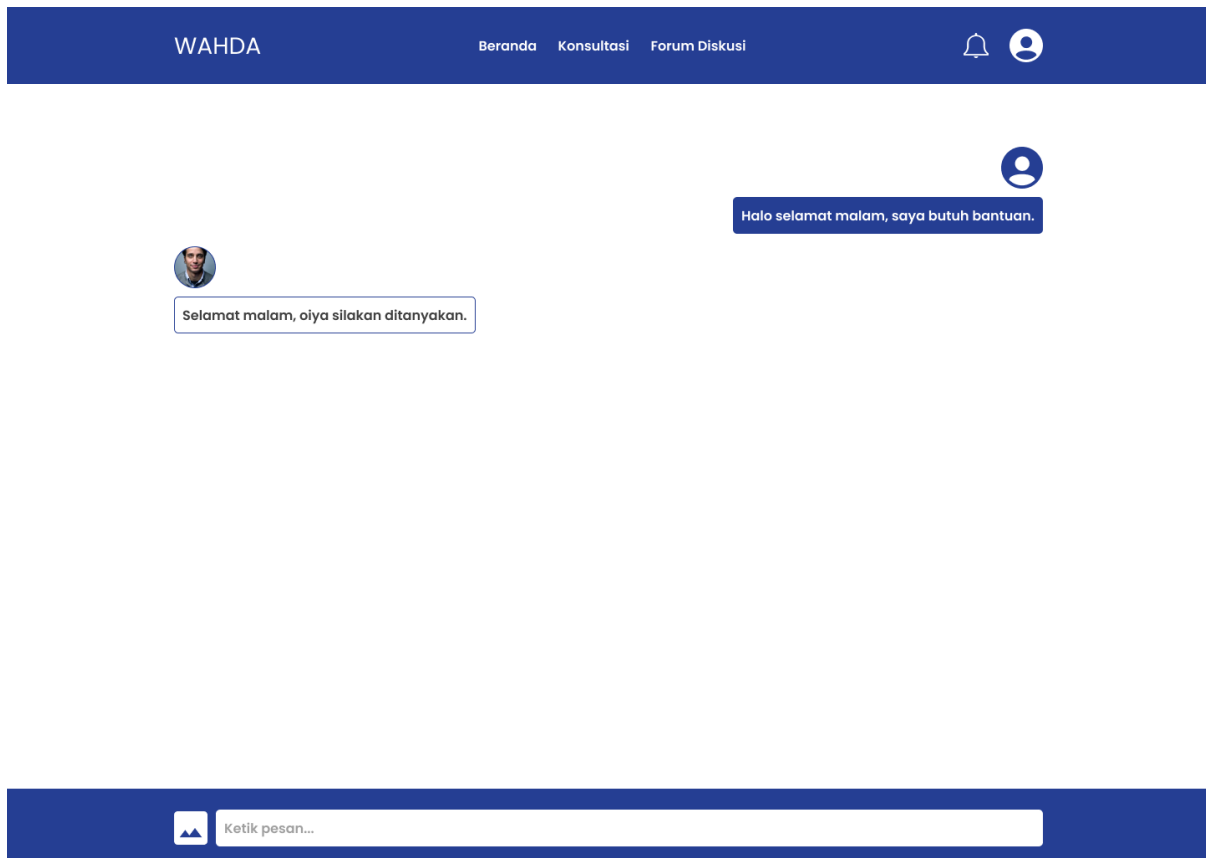 WAHDA
Beranda Konsultasi Forum Diskusi
Halo selamat malam, saya butuh bantuan.
Selamat malam, oiya silakan ditanyakan.
Ketik pesan...